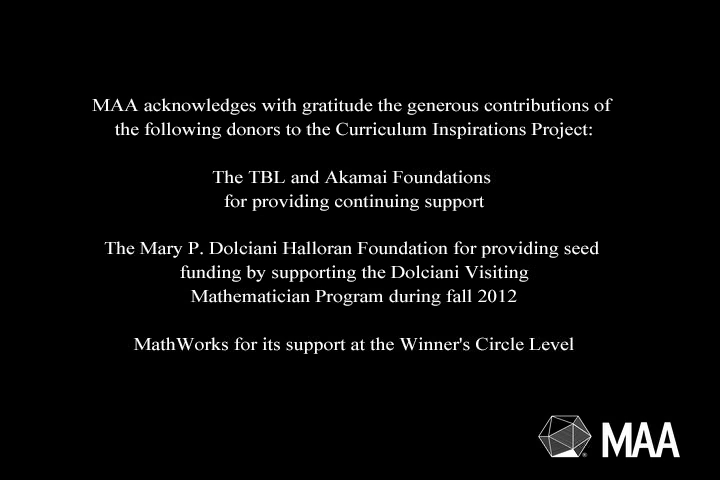 MAA acknowledges with gratitude the generous contributions of
the following donors to the Curriculum Inspirations Project:
The TBL and Akamai Foundations
for providing continuing support
The Mary P. Dolciani Halloran Foundation for providing seed
funding by supporting the Dolciani Visiting
Mathematician Program during fall 2012
MathWorks for its support at the Winner's Circle Level
® MAA